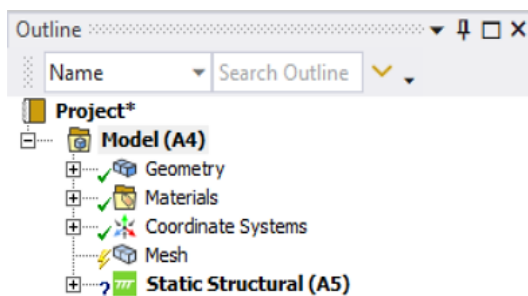 Outline
Name Search Outline
Project*
Model (A4)
Geometry
Materials
Coordinate Systems
Mesh
? Static Structural (A5)